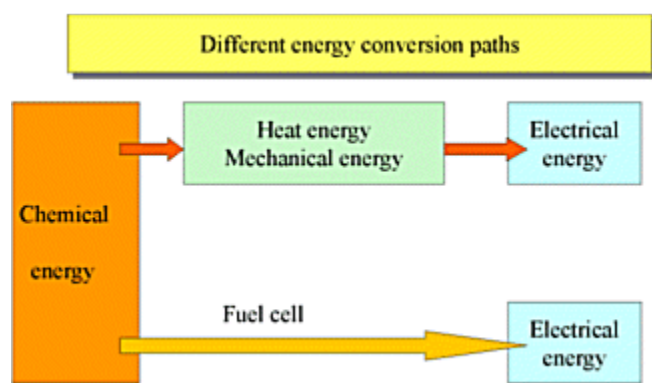 Different energy conversion paths
Heat energy
Mechanical energy
Electrical
energy
Chemical
energy
Fuel cell
Electrical
energy